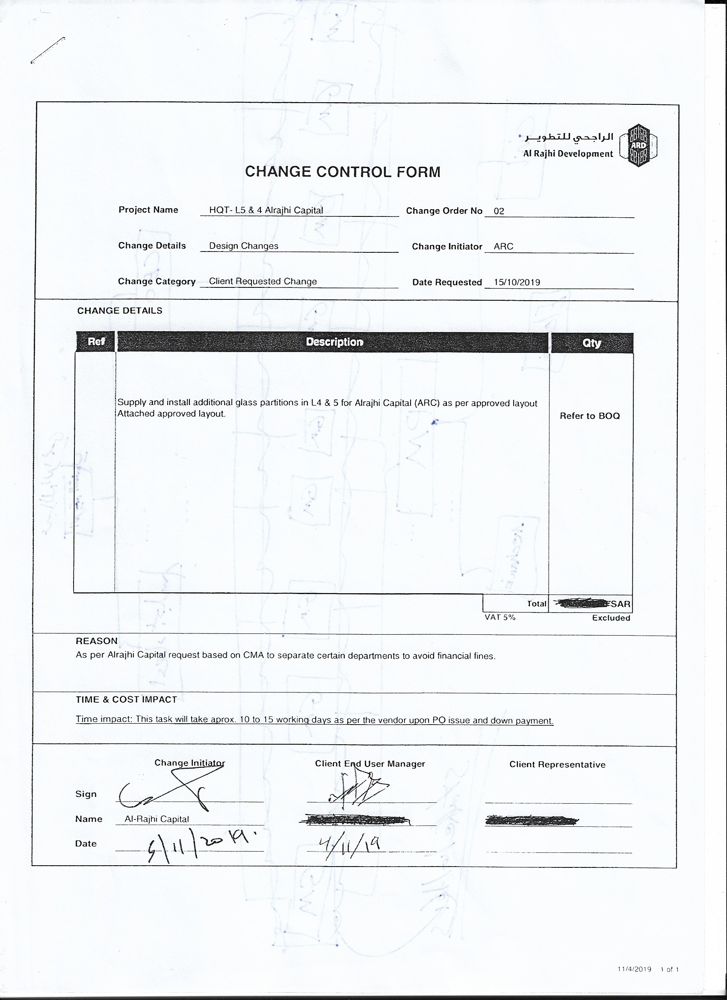 الراجحي للتطويـر
Al Rajhi Development
ARD
CHANGE CONTROL FORM
Project Name HQT- L5 & 4 Alrajhi Capital Change Order No 02
Change Details Design Changes Change Initiator ARC
Change Category Client Requested Change Date Requested 15/10/2019
CHANGE DETAILS
Ref Description Qty
Supply and install additional glass partitions in L4 & 5 for Alrajhi Capital (ARC) as per approved layout
Attached approved layout.
Refer to BOQ
Total SAR
VAT 5% Excluded
REASON
As per Alrajhi Capital request based on CMA to separate certain departments to avoid financial fines.
TIME & COST IMPACT
Time impact: This task will take aprox. 10 to 15 working days as per the vendor upon PO issue and down payment.
Change Initiator Client End User Manager Client Representative
Sign
Name Al-Rajhi Capital
Date 5/11/2019. 4/11/19
11/4/2019 1 of 1